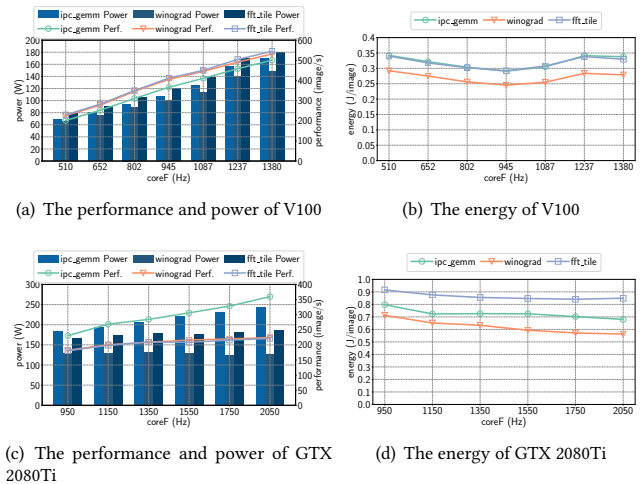 ipc_gemm Power winograd Power fft_tile Power
ipc_gemm Perf. winograd Perf. fft_tile Perf.
200 600
180
160 500
140 400
120
100 300
80
60 200
40 100
20
0 0
power (W)
performance (image/s)
510 652 802 945 1087 1237 1380
coreF (Hz)
(a) The performance and power of V100
ipc_gemm winograd fft_tile
0.4
0.35
0.3
0.25
0.2
0.15
0.1
0.05
0
energy (J/image)
510 652 802 945 1087 1237 1380
coreF (Hz)
(b) The energy of V100
ipc_gemm Power winograd Power fft_tile Power
ipc_gemm Perf. winograd Perf. fft_tile Perf.
300 400
250 350
200 300
150 250
100 200
50 150
0 100
50
0
power (W)
performance (image/s)
950 1150 1350 1550 1750 2050
coreF (Hz)
(c) The performance and power of GTX
2080Ti
ipc_gemm winograd fft_tile
1.0
0.9
0.8
0.7
0.6
0.5
0.4
0.3
0.2
0.1
0.0
energy (J/image)
950 1150 1350 1550 1750 2050
coreF (Hz)
(d) The energy of GTX 2080Ti